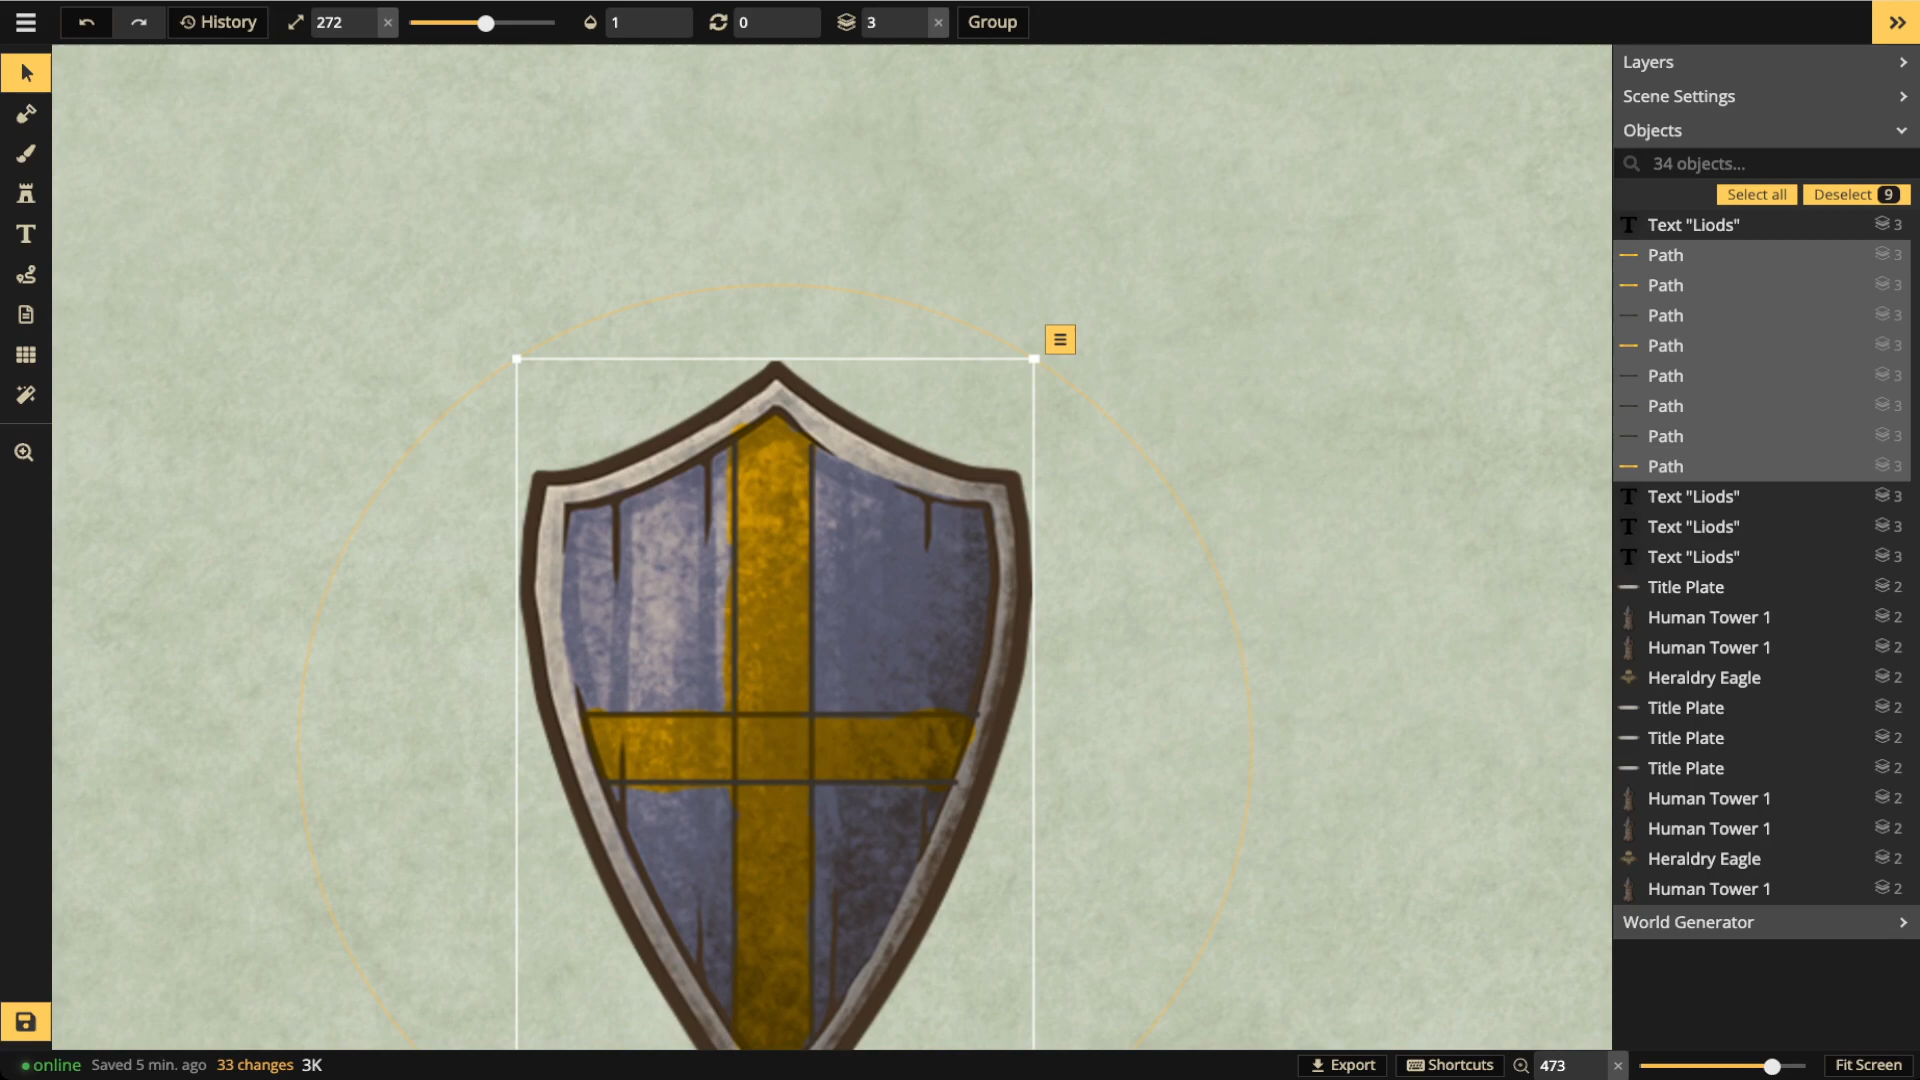 History
272
1
0
3
Group
Layers
Scene Settings
Objects
34 objects...
Select all
Deselect 9
Text "Liods" 3
Path 3
Path 3
Path 3
Path 3
Path 3
Path 3
Path 3
Path 3
Text "Liods" 3
Text "Liods" 3
Text "Liods" 3
Title Plate 2
Human Tower 1 2
Human Tower 1 2
Heraldry Eagle 2
Title Plate 2
Title Plate 2
Title Plate 2
Human Tower 1 2
Human Tower 1 2
Heraldry Eagle 2
Human Tower 1 2
World Generator
online Saved 5 min. ago 33 changes 3K
Export
Shortcuts
473
Fit Screen